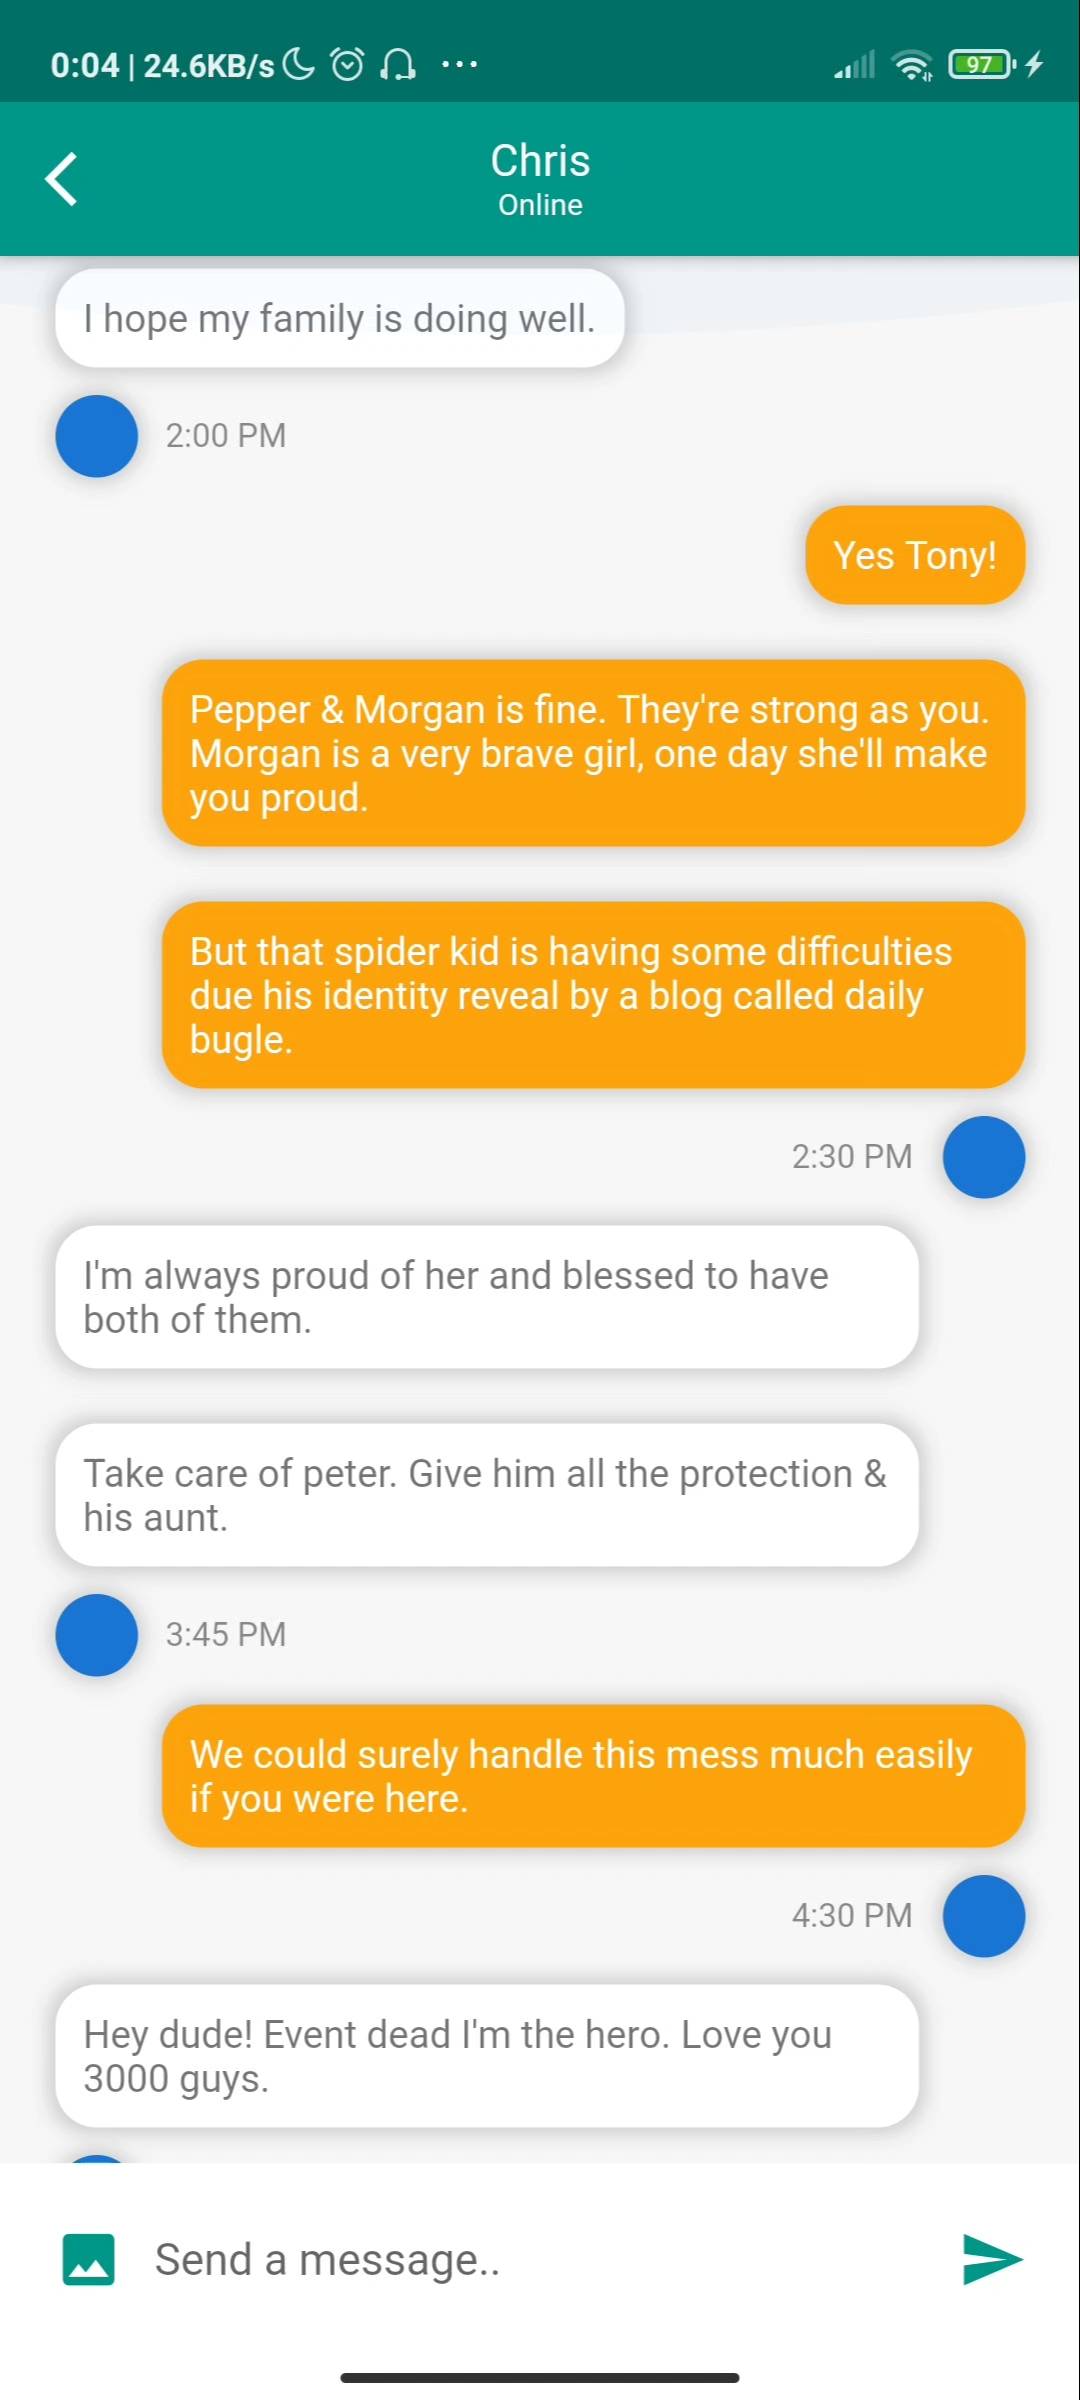 0:04 | 24.6KB/s
97
Chris
Online
I hope my family is doing well.
2:00 PM
Yes Tony!
Pepper & Morgan is fine. They're strong as you.
Morgan is a very brave girl, one day she'll make
you proud.
But that spider kid is having some difficulties
due his identity reveal by a blog called daily
bugle.
2:30 PM
I'm always proud of her and blessed to have
both of them.
Take care of peter. Give him all the protection &
his aunt.
3:45 PM
We could surely handle this mess much easily
if you were here.
4:30 PM
Hey dude! Event dead I'm the hero. Love you
3000 guys.
Send a message..